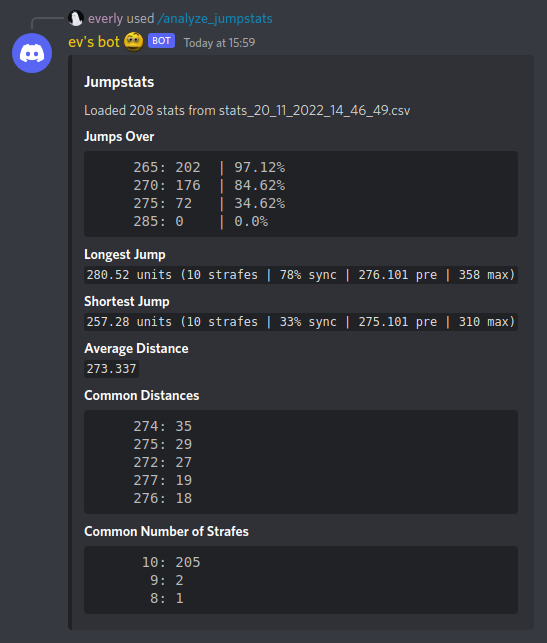 everly used /analyze_jumpstats
ev's bot BOT Today at 15:59
Jumpstats
Loaded 208 stats from stats_20_11_2022_14_46_49.csv
Jumps Over
265: 202 | 97.12%
270: 176 | 84.62%
275: 72 | 34.62%
285: 0 | 0.0%
Longest Jump
280.52 units (10 strafes | 78% sync | 276.101 pre | 358 max)
Shortest Jump
257.28 units (10 strafes | 33% sync | 275.101 pre | 310 max)
Average Distance
273.337
Common Distances
274: 35
275: 29
272: 27
277: 19
276: 18
Common Number of Strafes
10: 205
9: 2
8: 1